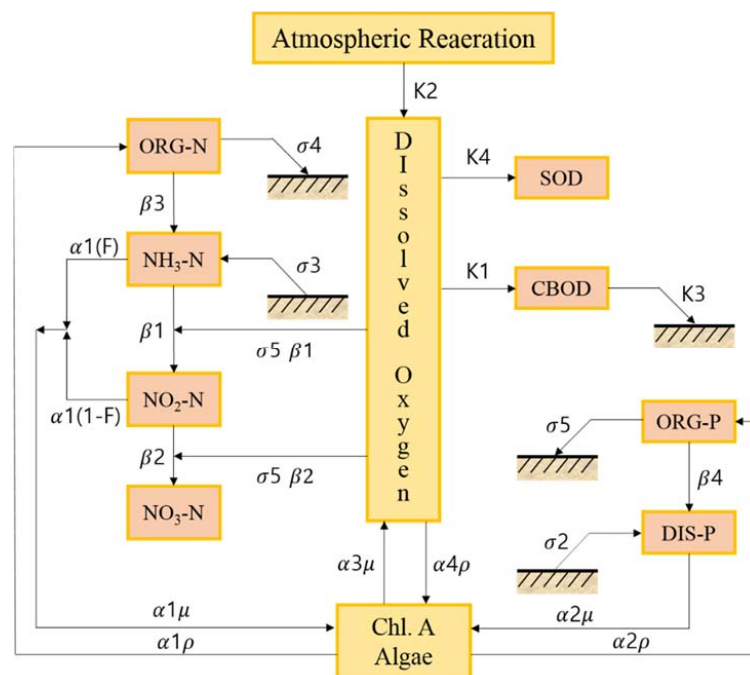 Atmospheric Reaeration
K2
ORG-N
σ4
β3
α1(F)
NH₃-N
σ3
β1
σ5 β1
α1(1-F)
NO₂-N
β2
σ5 β2
NO₃-N
DIssolved Oxygen
K4
SOD
K1
CBOD
K3
σ5
ORG-P
β4
σ2
DIS-P
α3μ
α4ρ
α1μ
α1ρ
Chl. A
Algae
α2μ
α2ρ